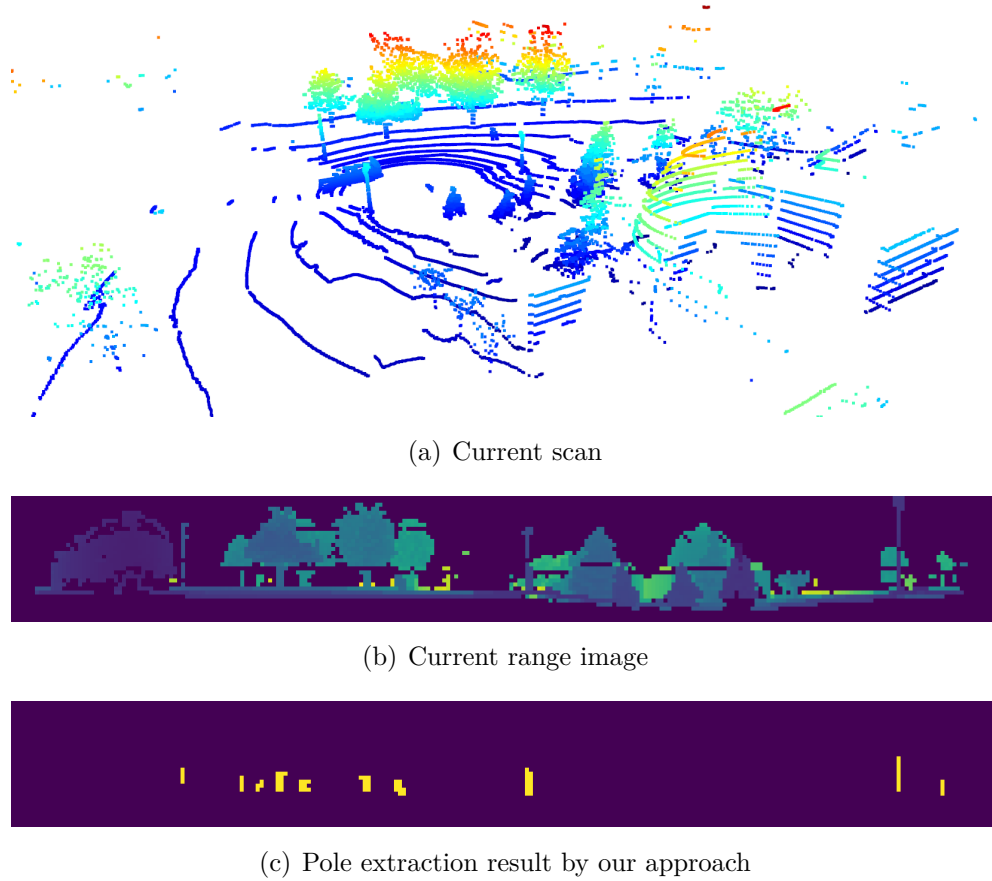 (a) Current scan
(b) Current range image
(c) Pole extraction result by our approach